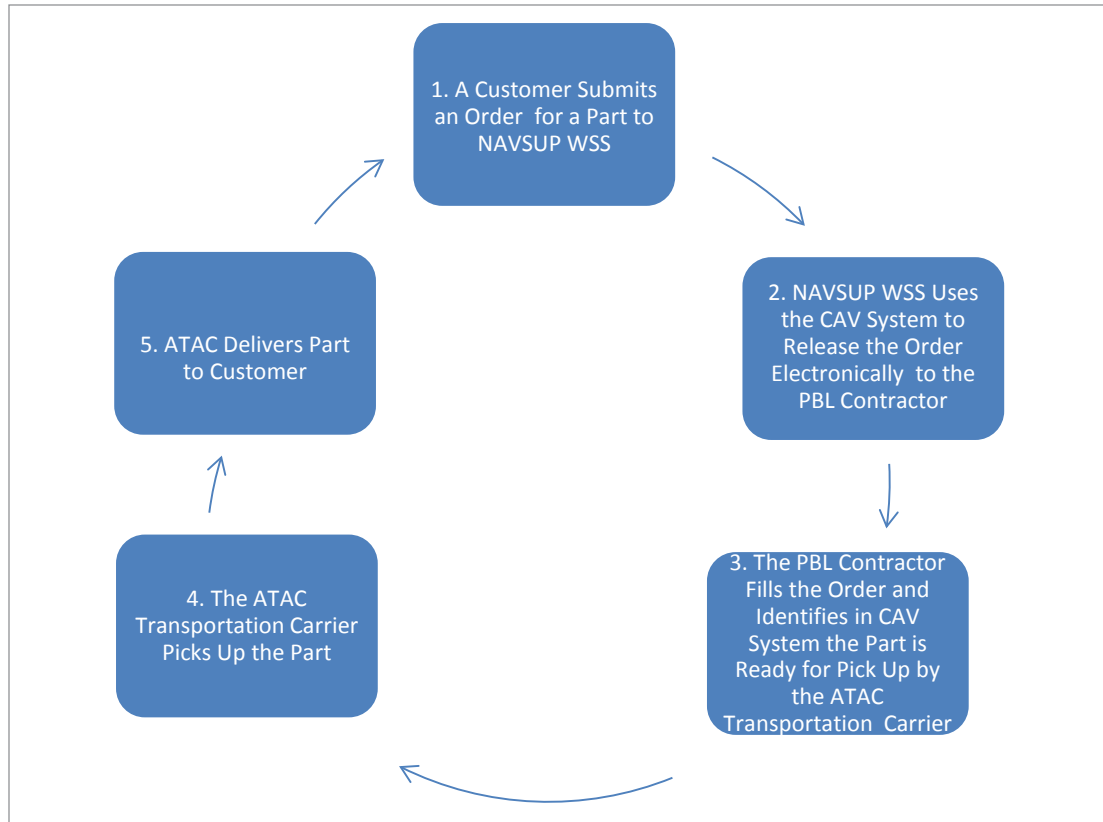 1. A Customer Submits
an Order  for a Part to
NAVSUP WSS
2. NAVSUP WSS Uses
the CAV System to
Release the Order
Electronically  to the
PBL Contractor
3. The PBL Contractor
Fills the Order and
Identifies in CAV
System the Part is
Ready for Pick Up by
the ATAC
Transportation  Carrier
4. The ATAC
Transportation Carrier
Picks Up the Part
5. ATAC Delivers Part
to Customer